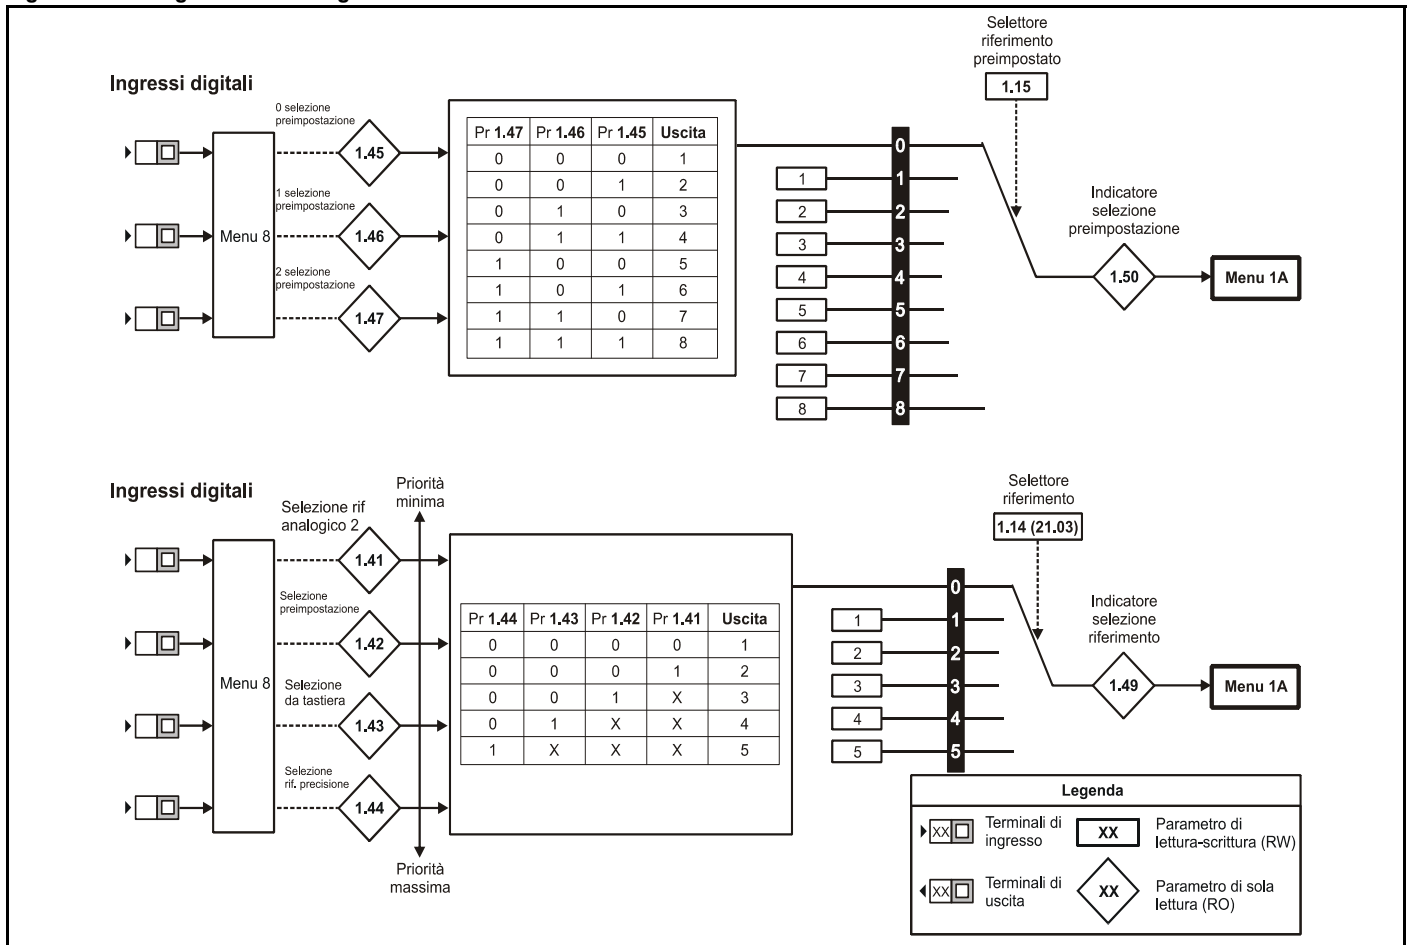 Selettore
riferimento
preimpostato
1.15
Ingressi digitali
0 selezione
preimpostazione
1.45
1 selezione
preimpostazione
1.46
2 selezione
preimpostazione
1.47
Menu 8
Pr 1.47 Pr 1.46 Pr 1.45 Uscita
0 0 0 1
0 0 1 2
0 1 0 3
0 1 1 4
1 0 0 5
1 0 1 6
1 1 0 7
1 1 1 8
0
1 1
2 2
3 3
4 4
5 5
6 6
7 7
8 8
Indicatore
selezione
preimpostazione
1.50
Menu 1A
Ingressi digitali
Selezione rif
analogico 2
1.41
Selezione
preimpostazione
1.42
Selezione
da tastiera
1.43
Selezione
rif. precisione
1.44
Menu 8
Priorità
minima
Priorità
massima
Pr 1.44 Pr 1.43 Pr 1.42 Pr 1.41 Uscita
0 0 0 0 1
0 0 0 1 2
0 0 1 X 3
0 1 X X 4
1 X X X 5
Selettore
riferimento
1.14 (21.03)
0
1 1
2 2
3 3
4 4
5 5
Indicatore
selezione
riferimento
1.49
Menu 1A
Legenda
XX
Terminali di
ingresso
XX
Parametro di
lettura-scrittura (RW)
XX
Terminali di
uscita
XX
Parametro di sola
lettura (RO)